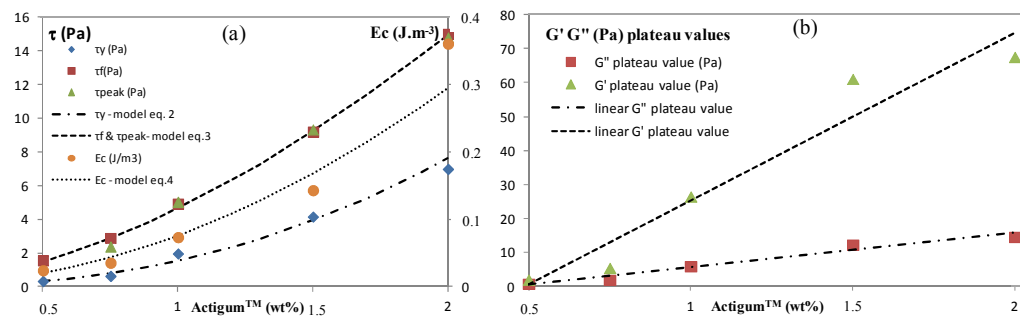 τ (Pa)
(a)
Ec (J.m-³)
τy (Pa)
τf(Pa)
τpeak (Pa)
τy - model eq. 2
τf & τpeak- model eq.3
Ec (J/m3)
Ec - model eq.4
16
14
12
10
8
6
4
2
0
0.4
0.3
0.2
0.1
0
0.5
1
1.5
2
Actigum™ (wt%)
(b)
G' G" (Pa) plateau values
G" plateau value (Pa)
G' plateau value (Pa)
linear G" plateau value
linear G' plateau value
80
70
60
50
40
30
20
10
0
0.5
1
1.5
2
Actigum™ (wt%)